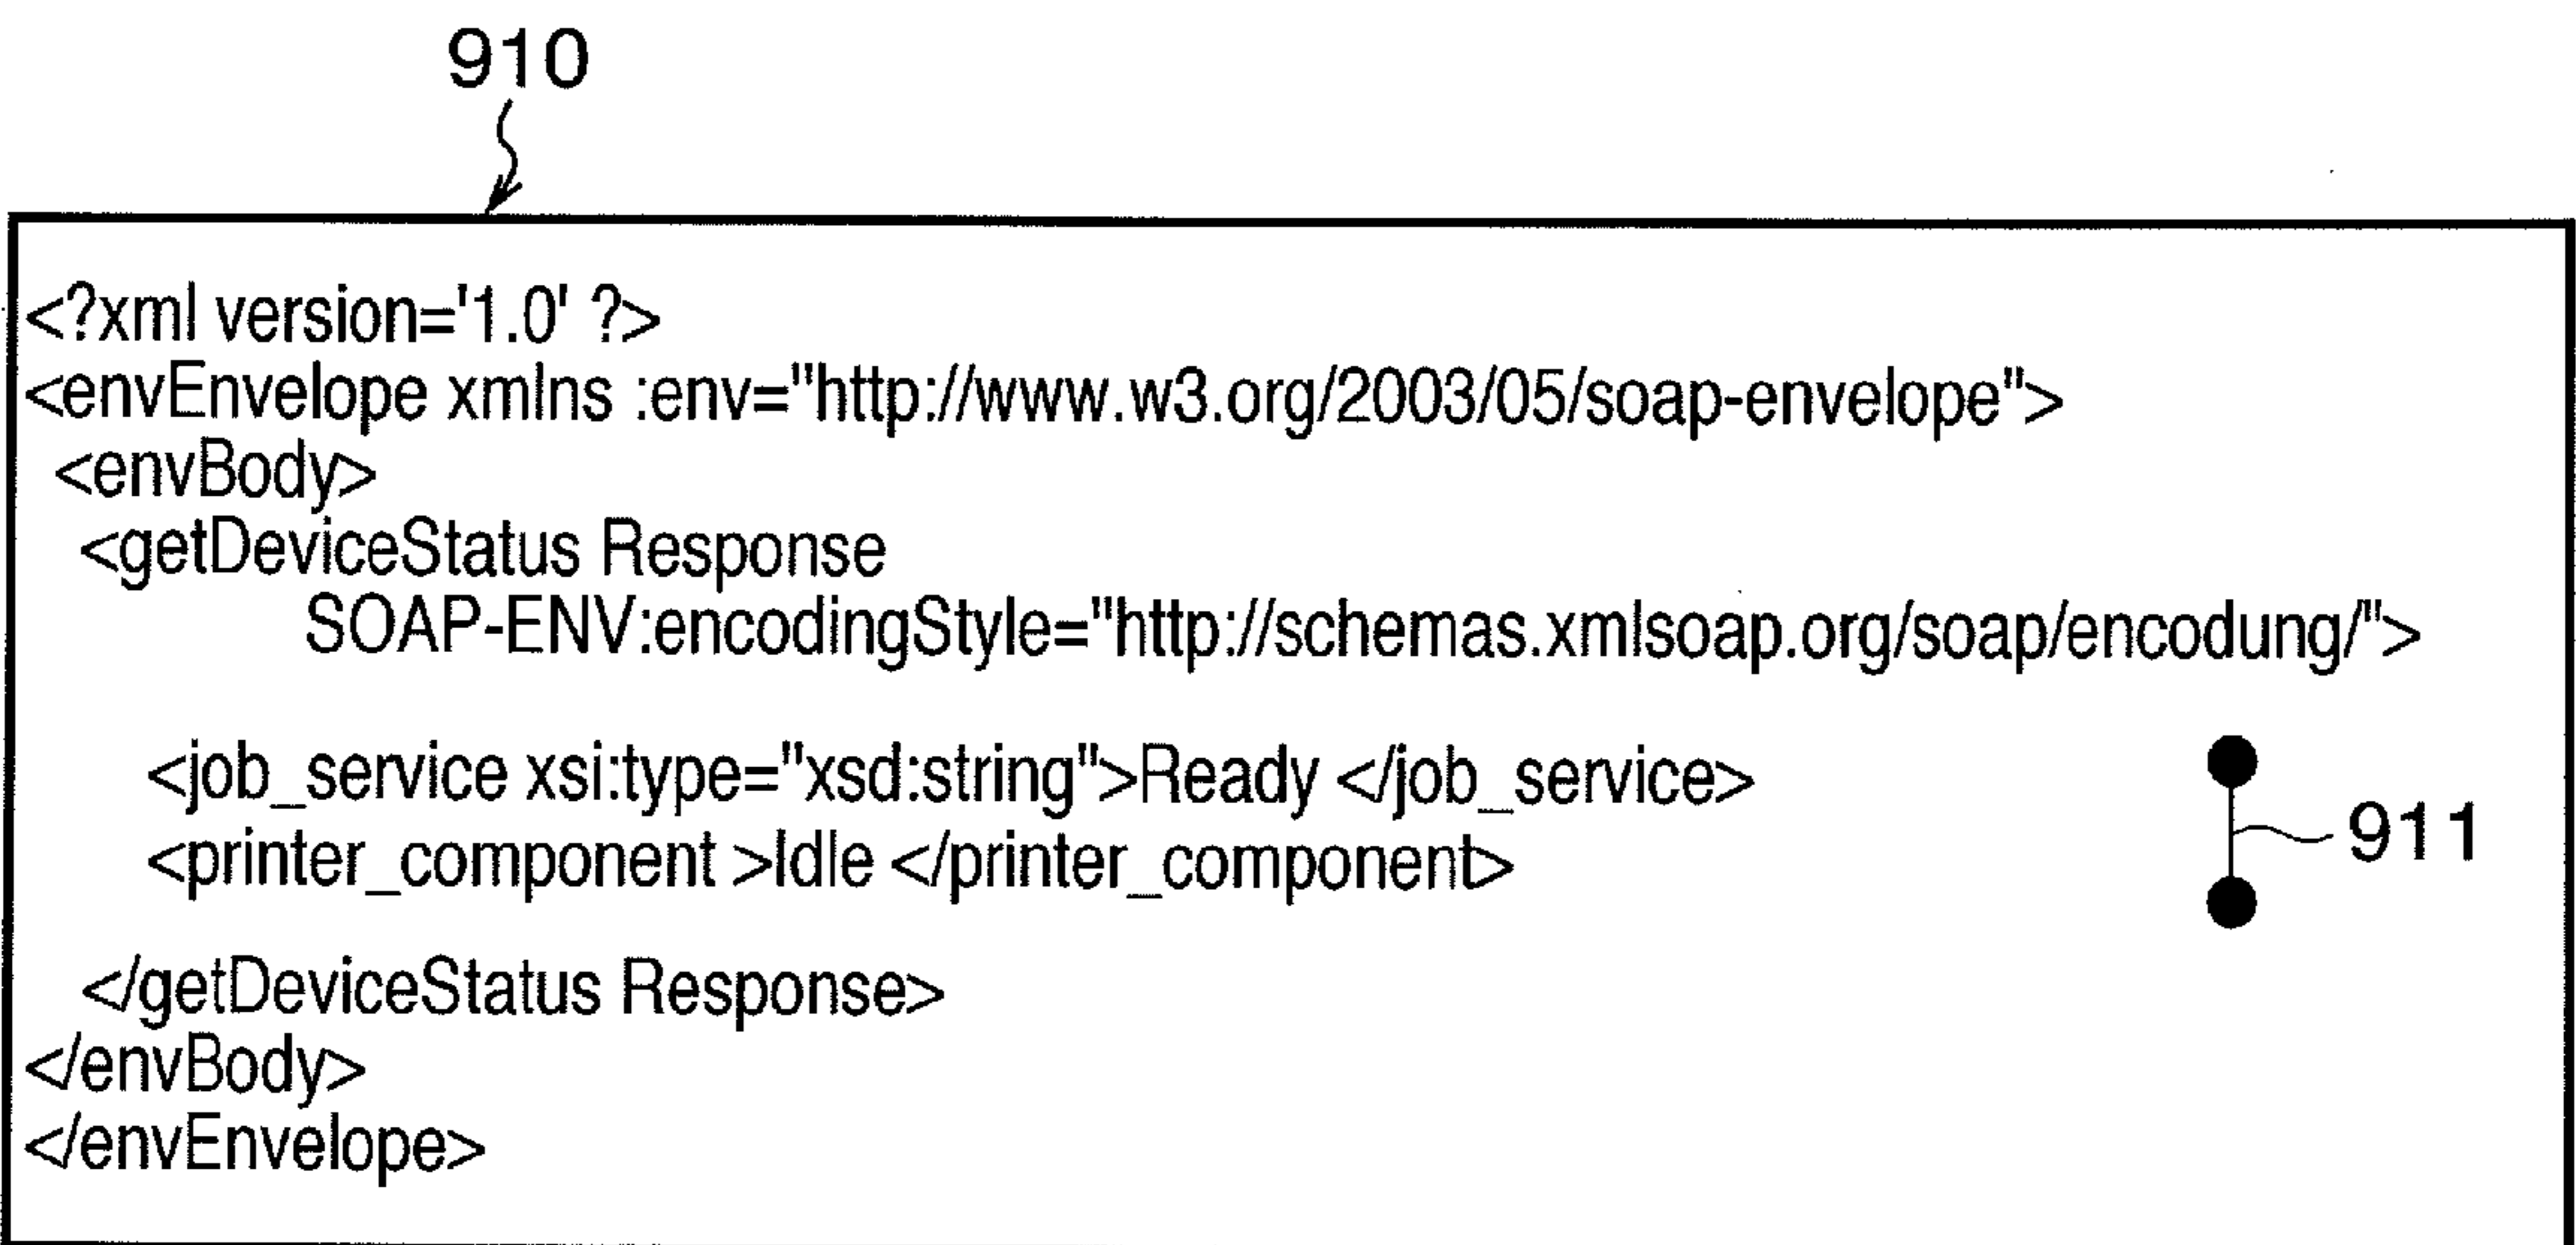 910
<?xml version='1.0' ?>
<envEnvelope xmlns :env="http://www.w3.org/2003/05/soap-envelope">
<envBody>
<getDeviceStatus Response
SOAP-ENV:encodingStyle="http://schemas.xmlsoap.org/soap/encodung/">
<job_service xsi:type="xsd:string">Ready </job_service>
<printer_component >Idle </printer_component>
911
</getDeviceStatus Response>
</envBody>
</envEnvelope>